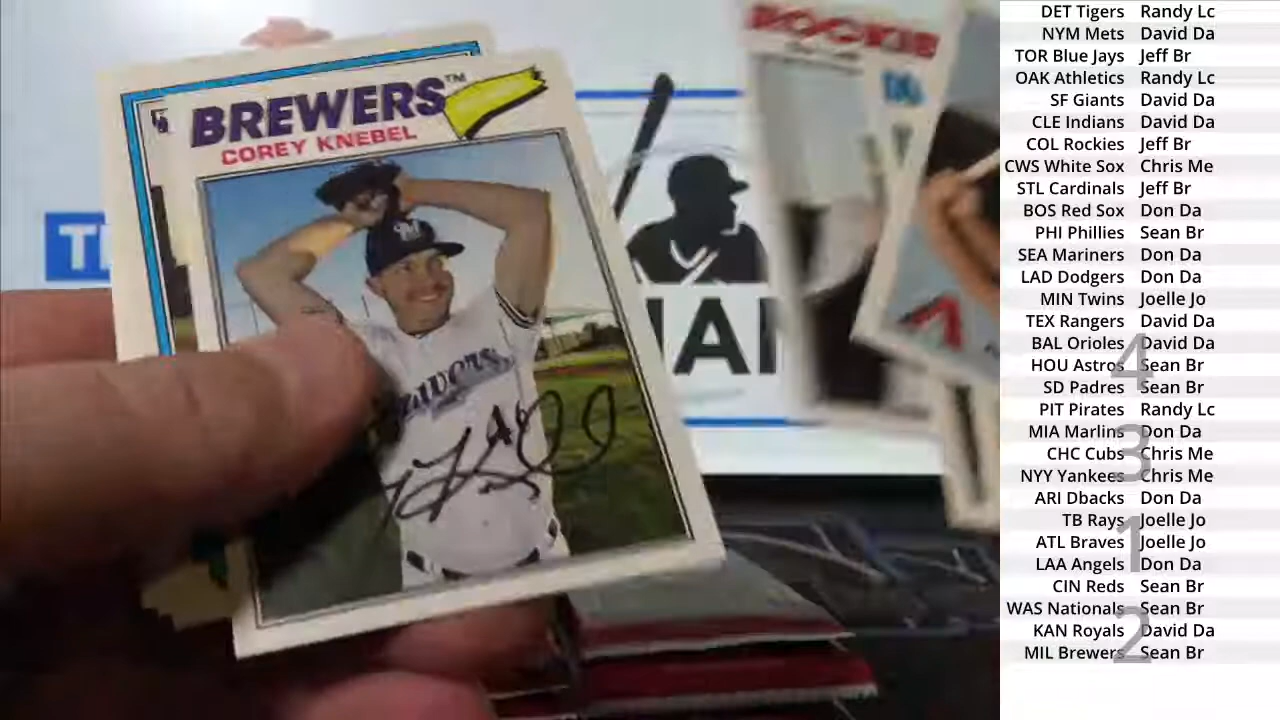 BREWERS™
COREY KNEBEL
ROOKIE
DET Tigers Randy Lc
NYM Mets David Da
TOR Blue Jays Jeff Br
OAK Athletics Randy Lc
SF Giants David Da
CLE Indians David Da
COL Rockies Jeff Br
CWS White Sox Chris Me
STL Cardinals Jeff Br
BOS Red Sox Don Da
PHI Phillies Sean Br
SEA Mariners Don Da
LAD Dodgers Don Da
MIN Twins Joelle Jo
TEX Rangers David Da
BAL Orioles David Da
HOU Astros Sean Br
SD Padres Sean Br
PIT Pirates Randy Lc
MIA Marlins Don Da
CHC Cubs Chris Me
NYY Yankees Chris Me
ARI Dbacks Don Da
TB Rays Joelle Jo
ATL Braves Joelle Jo
LAA Angels Don Da
CIN Reds Sean Br
WAS Nationals Sean Br
KAN Royals David Da
MIL Brewers Sean Br
4
3
1
2